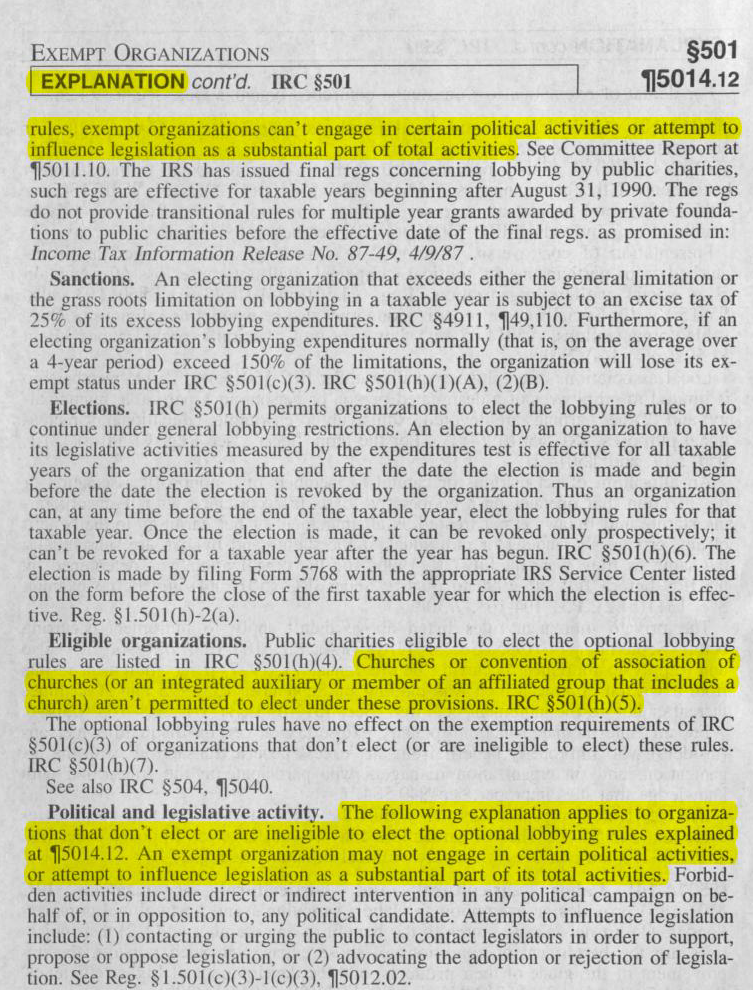 EXEMPT ORGANIZATIONS
§501
EXPLANATION cont'd. IRC §501
¶5014.12
rules, exempt organizations can't engage in certain political activities or attempt to
influence legislation as a substantial part of total activities. See Committee Report at
¶5011.10. The IRS has issued final regs concerning lobbying by public charities,
such regs are effective for taxable years beginning after August 31, 1990. The regs
do not provide transitional rules for multiple year grants awarded by private founda-
tions to public charities before the effective date of the final regs. as promised in:
Income Tax Information Release No. 87-49, 4/9/87 .
Sanctions. An electing organization that exceeds either the general limitation or
the grass roots limitation on lobbying in a taxable year is subject to an excise tax of
25% of its excess lobbying expenditures. IRC §4911, ¶49,110. Furthermore, if an
electing organization's lobbying expenditures normally (that is, on the average over
a 4-year period) exceed 150% of the limitations, the organization will lose its ex-
empt status under IRC §501(c)(3). IRC §501(h)(1)(A), (2)(B).
Elections. IRC §501(h) permits organizations to elect the lobbying rules or to
continue under general lobbying restrictions. An election by an organization to have
its legislative activities measured by the expenditures test is effective for all taxable
years of the organization that end after the date the election is made and begin
before the date the election is revoked by the organization. Thus an organization
can, at any time before the end of the taxable year, elect the lobbying rules for that
taxable year. Once the election is made, it can be revoked only prospectively; it
can't be revoked for a taxable year after the year has begun. IRC §501(h)(6). The
election is made by filing Form 5768 with the appropriate IRS Service Center listed
on the form before the close of the first taxable year for which the election is effec-
tive. Reg. §1.501(h)-2(a).
Eligible organizations. Public charities eligible to elect the optional lobbying
rules are listed in IRC §501(h)(4). Churches or convention of association of
churches (or an integrated auxiliary or member of an affiliated group that includes a
church) aren't permitted to elect under these provisions. IRC §501(h)(5).
The optional lobbying rules have no effect on the exemption requirements of IRC
§501(c)(3) of organizations that don't elect (or are ineligible to elect) these rules.
IRC §501(h)(7).
See also IRC §504, ¶5040.
Political and legislative activity. The following explanation applies to organiza-
tions that don't elect or are ineligible to elect the optional lobbying rules explained
at ¶5014.12. An exempt organization may not engage in certain political activities,
or attempt to influence legislation as a substantial part of its total activities. Forbid-
den activities include direct or indirect intervention in any political campaign on be-
half of, or in opposition to, any political candidate. Attempts to influence legislation
include: (1) contacting or urging the public to contact legislators in order to support,
propose or oppose legislation, or (2) advocating the adoption or rejection of legisla-
tion. See Reg. §1.501(c)(3)-1(c)(3), ¶5012.02.